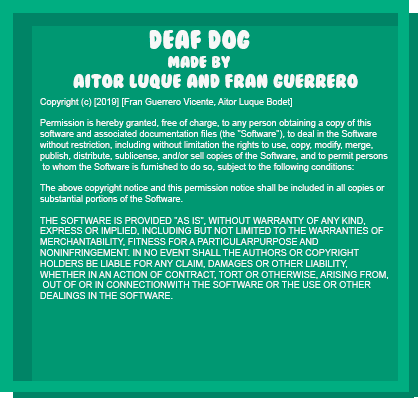 DEAF DOG
MADE BY
AITOR LUQUE AND FRAN GUERRERO
Copyright (c) [2019] [Fran Guerrero Vicente, Aitor Luque Bodet]
Permission is hereby granted, free of charge, to any person obtaining a copy of this
software and associated documentation files (the "Software"), to deal in the Software
without restriction, including without limitation the rights to use, copy, modify, merge,
publish, distribute, sublicense, and/or sell copies of the Software, and to permit persons
to whom the Software is furnished to do so, subject to the following conditions:
The above copyright notice and this permission notice shall be included in all copies or
substantial portions of the Software.
THE SOFTWARE IS PROVIDED "AS IS", WITHOUT WARRANTY OF ANY KIND,
EXPRESS OR IMPLIED, INCLUDING BUT NOT LIMITED TO THE WARRANTIES OF
MERCHANTABILITY, FITNESS FOR A PARTICULARPURPOSE AND
NONINFRINGEMENT. IN NO EVENT SHALL THE AUTHORS OR COPYRIGHT
HOLDERS BE LIABLE FOR ANY CLAIM, DAMAGES OR OTHER LIABILITY,
WHETHER IN AN ACTION OF CONTRACT, TORT OR OTHERWISE, ARISING FROM,
OUT OF OR IN CONNECTIONWITH THE SOFTWARE OR THE USE OR OTHER
DEALINGS IN THE SOFTWARE.